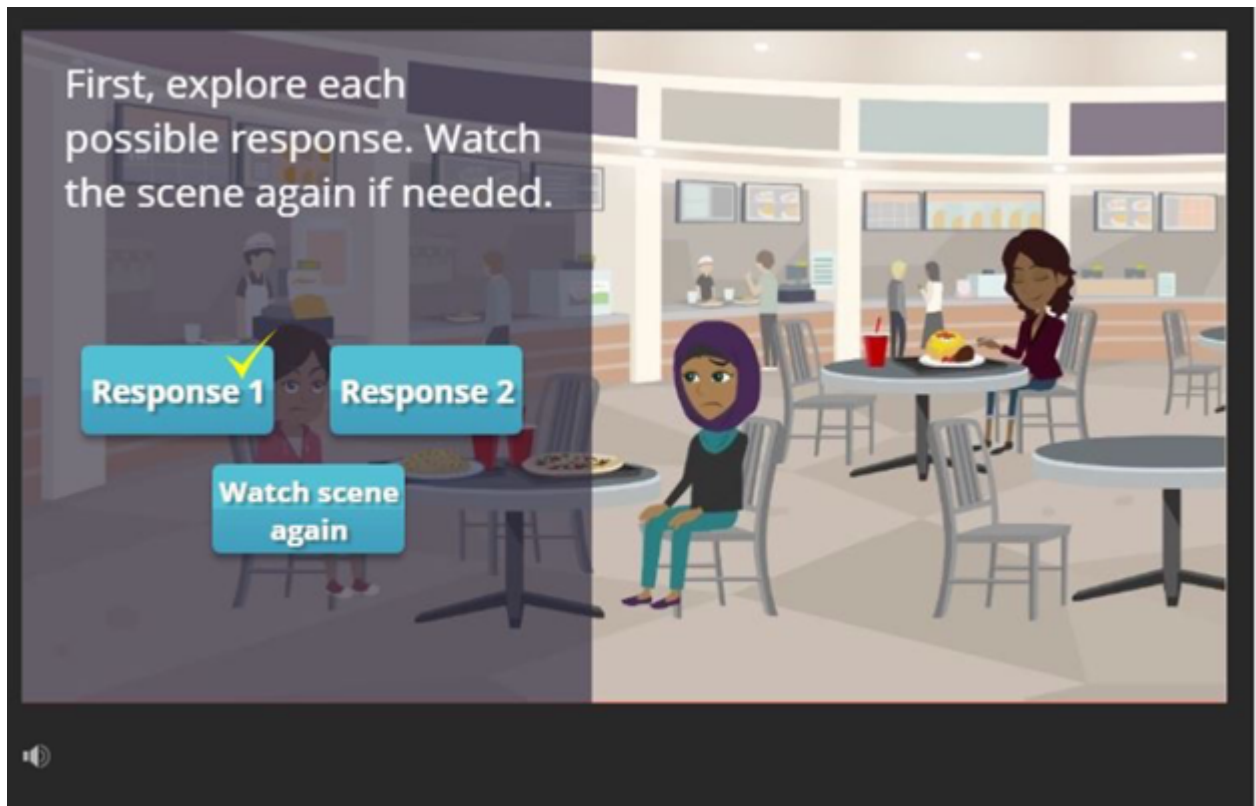 First, explore each
possible response. Watch
the scene again if needed.
Response 1
Response 2
Watch scene
again